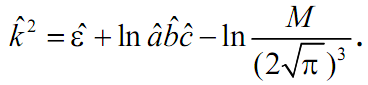 k̂² = ε̂ + ln âb̂ĉ – ln M/(2√π)³.